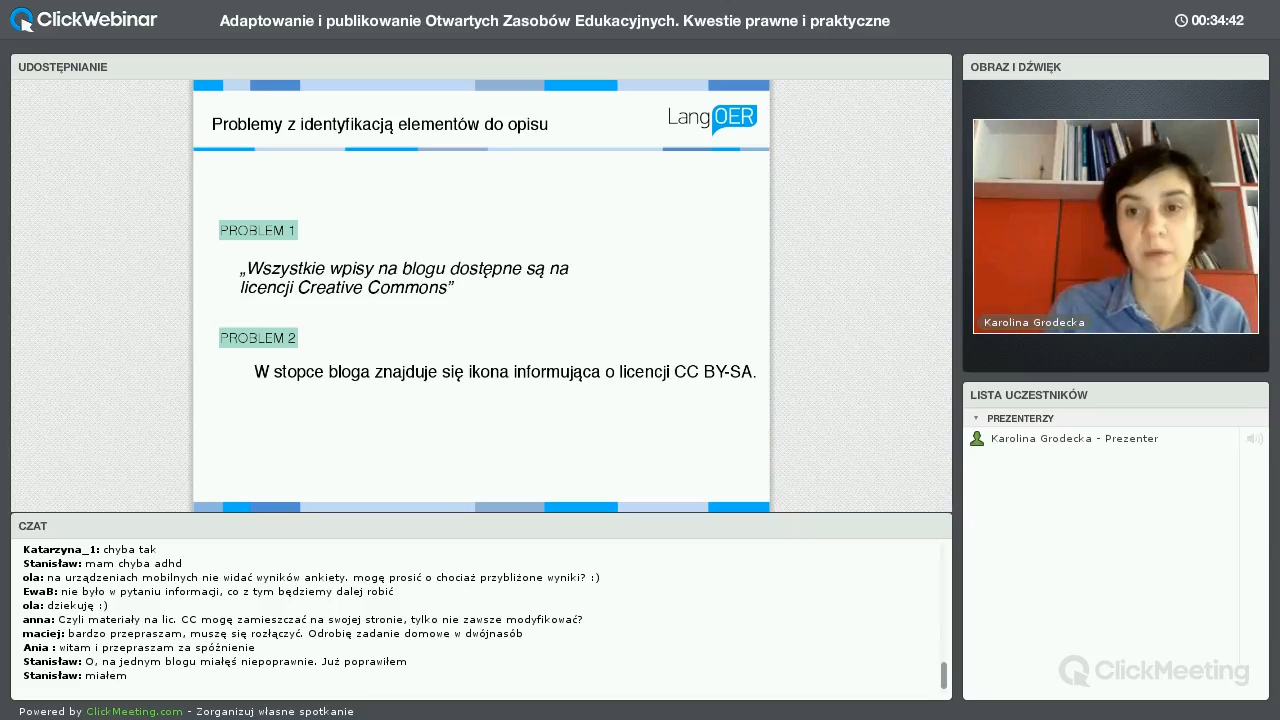 ClickWebinar
Adaptowanie i publikowanie Otwartych Zasobów Edukacyjnych. Kwestie prawne i praktyczne
00:34:42
UDOSTĘPNIANIE
Problemy z identyfikacją elementów do opisu
LangOER
PROBLEM 1
„Wszystkie wpisy na blogu dostępne są na
licencji Creative Commons”
PROBLEM 2
W stopce bloga znajduje się ikona informująca o licencji CC BY-SA.
OBRAZ I DŹWIĘK
Karolina Grodecka
LISTA UCZESTNIKÓW
PREZENTERZY
Karolina Grodecka - Prezenter
CZAT
Katarzyna_1: chyba tak
Stanisław: mam chyba adhd
ola: na urządzeniach mobilnych nie widać wyników ankiety. mogę prosić o chociaż przybliżone wyniki? :)
EwaB: nie było w pytaniu informacji, co z tym będziemy dalej robić
ola: dziekuję :)
anna: Czyli materiały na lic. CC mogę zamieszczać na swojej stronie, tylko nie zawsze modyfikować?
maciej: bardzo przepraszam, muszę się rozłączyć. Odrobię zadanie domowe w dwójnasób
Ania : witam i przepraszam za spóźnienie
Stanisław: O, na jednym blogu miałęś niepoprawnie. Już poprawiłem
Stanisław: miałem
ClickMeeting
Powered by ClickMeeting.com - Zorganizuj własne spotkanie